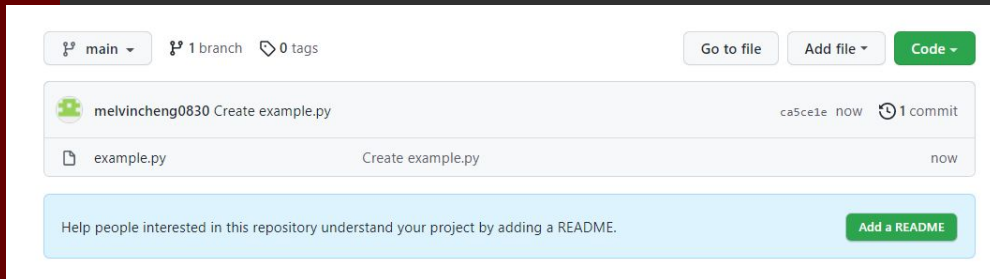 main 1 branch 0 tags Go to file Add file Code
melvincheng0830 Create example.py ca5ce1e now 1 commit
example.py Create example.py now
Help people interested in this repository understand your project by adding a README. Add a README